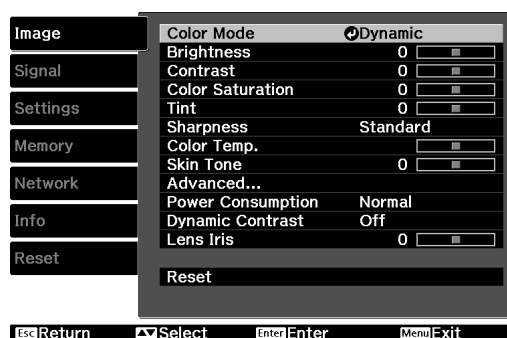 Image
Signal
Settings
Memory
Network
Info
Reset
Color Mode Dynamic
Brightness 0
Contrast 0
Color Saturation 0
Tint 0
Sharpness Standard
Color Temp.
Skin Tone 0
Advanced...
Power Consumption Normal
Dynamic Contrast Off
Lens Iris 0
Reset
Esc Return Select Enter Enter Menu Exit